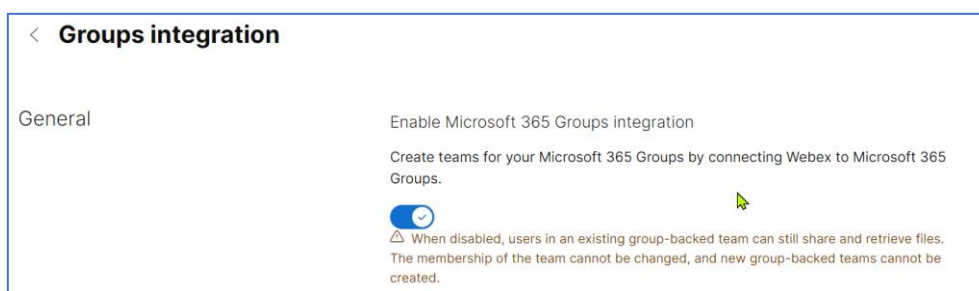 Groups integration
General
Enable Microsoft 365 Groups integration
Create teams for your Microsoft 365 Groups by connecting Webex to Microsoft 365
Groups.
When disabled, users in an existing group-backed team can still share and retrieve files.
The membership of the team cannot be changed, and new group-backed teams cannot be
created.